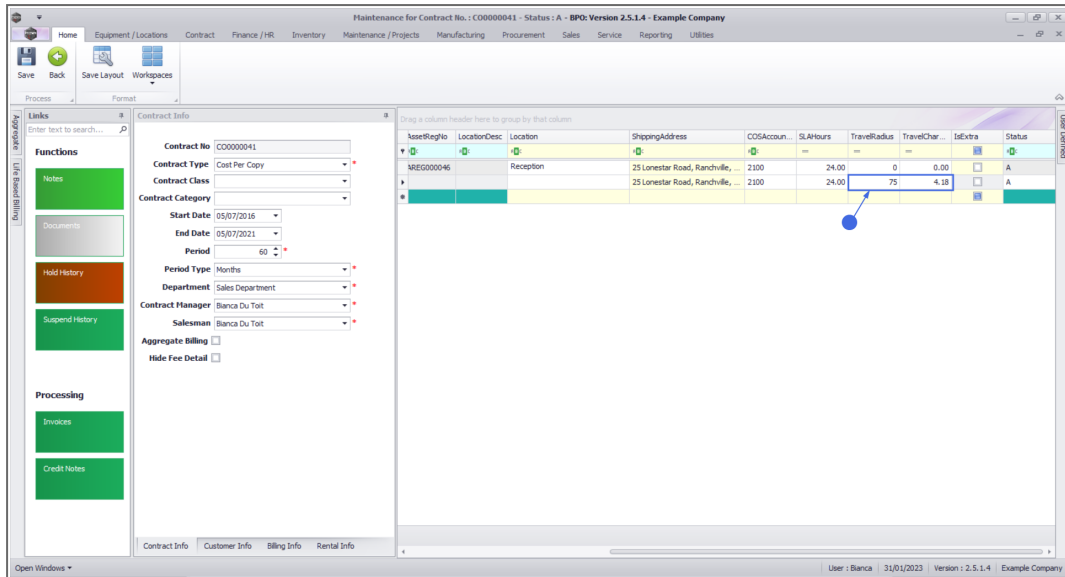 Maintenance for Contract No. : CO0000041 - Status : A - BPO: Version 2.5.1.4 - Example Company
Home Equipment / Locations Contract Finance / HR Inventory Maintenance / Projects Manufacturing Procurement Sales Service Reporting Utilities
Save Back Save Layout Workspaces
Process Format
Aggregate
Life Based Billing
Links
Enter text to search...
Functions
Notes
Documents
Hold History
Suspend History
Processing
Invoices
Credit Notes
Contract Info
Contract No CO0000041
Contract Type Cost Per Copy *
Contract Class
Contract Category
Start Date 05/07/2016
End Date 05/07/2021
Period 60 *
Period Type Months *
Department Sales Department *
Contract Manager Bianca Du Toit *
Salesman Bianca Du Toit *
Aggregate Billing
Hide Fee Detail
Contract Info Customer Info Billing Info Rental Info
Drag a column header here to group by that column
AssetRegNo LocationDesc Location ShippingAddress COSAccoun... SLAHours TravelRadius TravelChar... IsExtra Status
= = =
AREG000046 Reception 25 Lonestar Road, Ranchville, ... 2100 24.00 0 0.00 A
25 Lonestar Road, Ranchville, ... 2100 24.00 75 4.18 A
User Defined
Open Windows User : Bianca 31/01/2023 Version : 2.5.1.4 Example Company